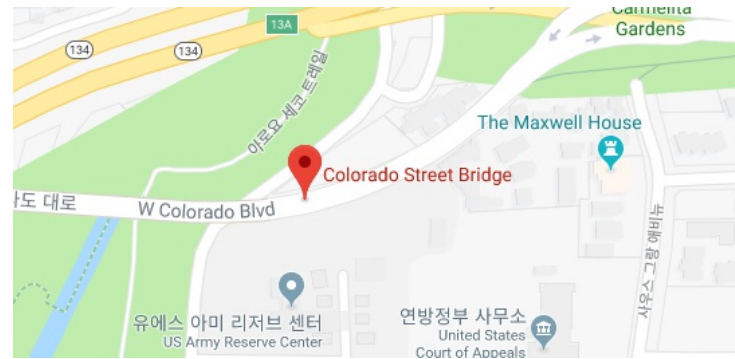 Carmelita
Gardens
13A
134
134
아로요 세코 트레일
The Maxwell House
Colorado Street Bridge
라도 대로
W Colorado Blvd
사우스 그랑 애비뉴
유에스 아미 리저브 센터
US Army Reserve Center
연방정부 사무소
United States
Court of Appeals